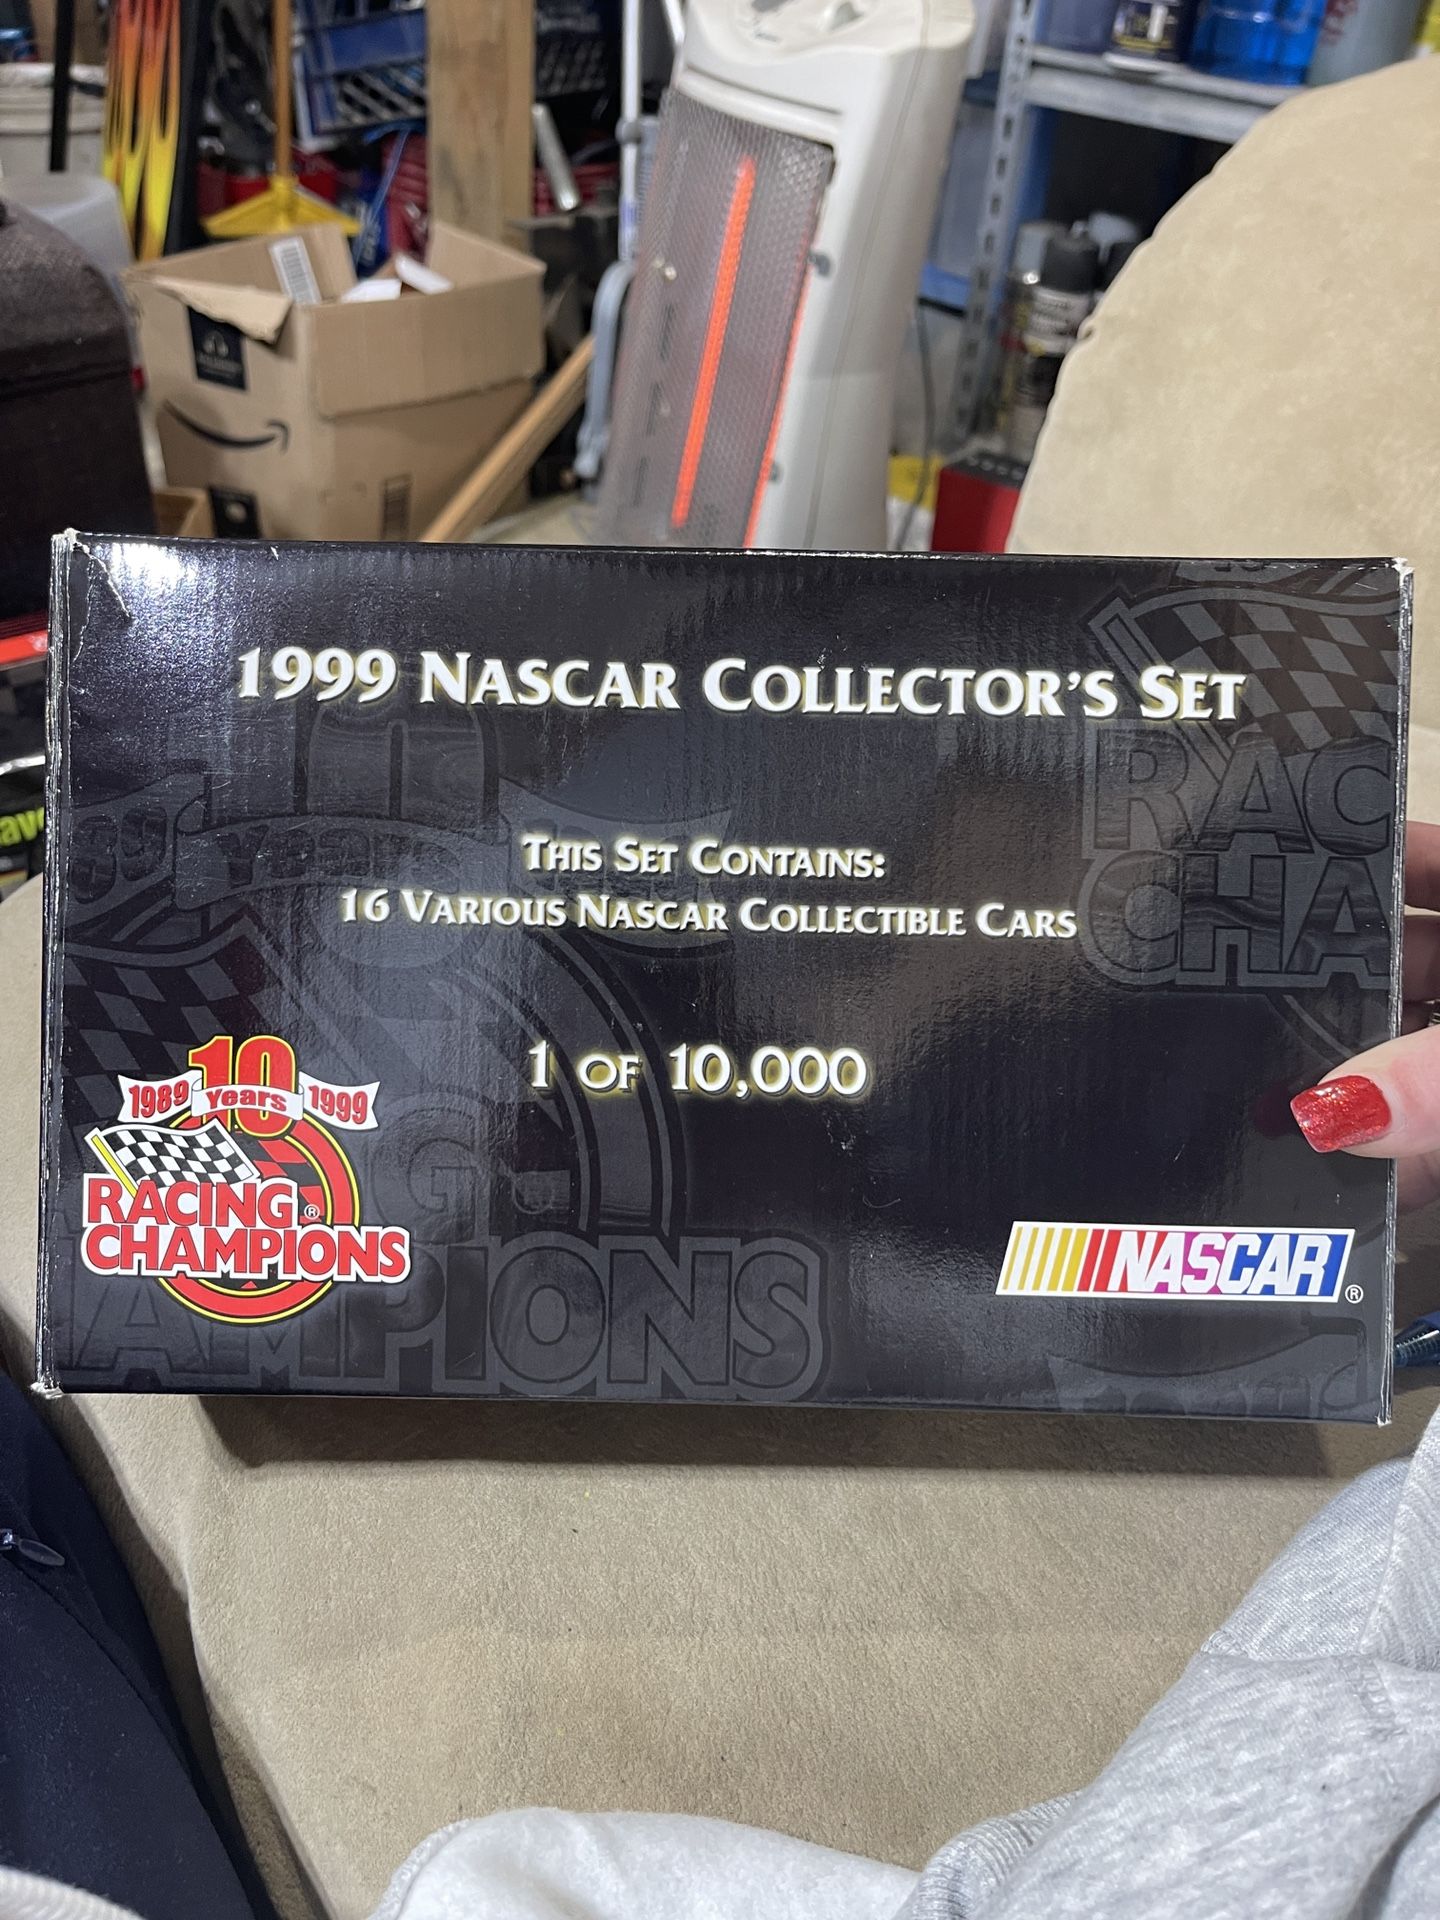 1999 NASCAR COLLECTOR'S SET
THIS SET CONTAINS:
16 VARIOUS NASCAR COLLECTIBLE CARS
1 OF 10,000
1989 10 Years 1999
RACING®
CHAMPIONS
NASCAR®